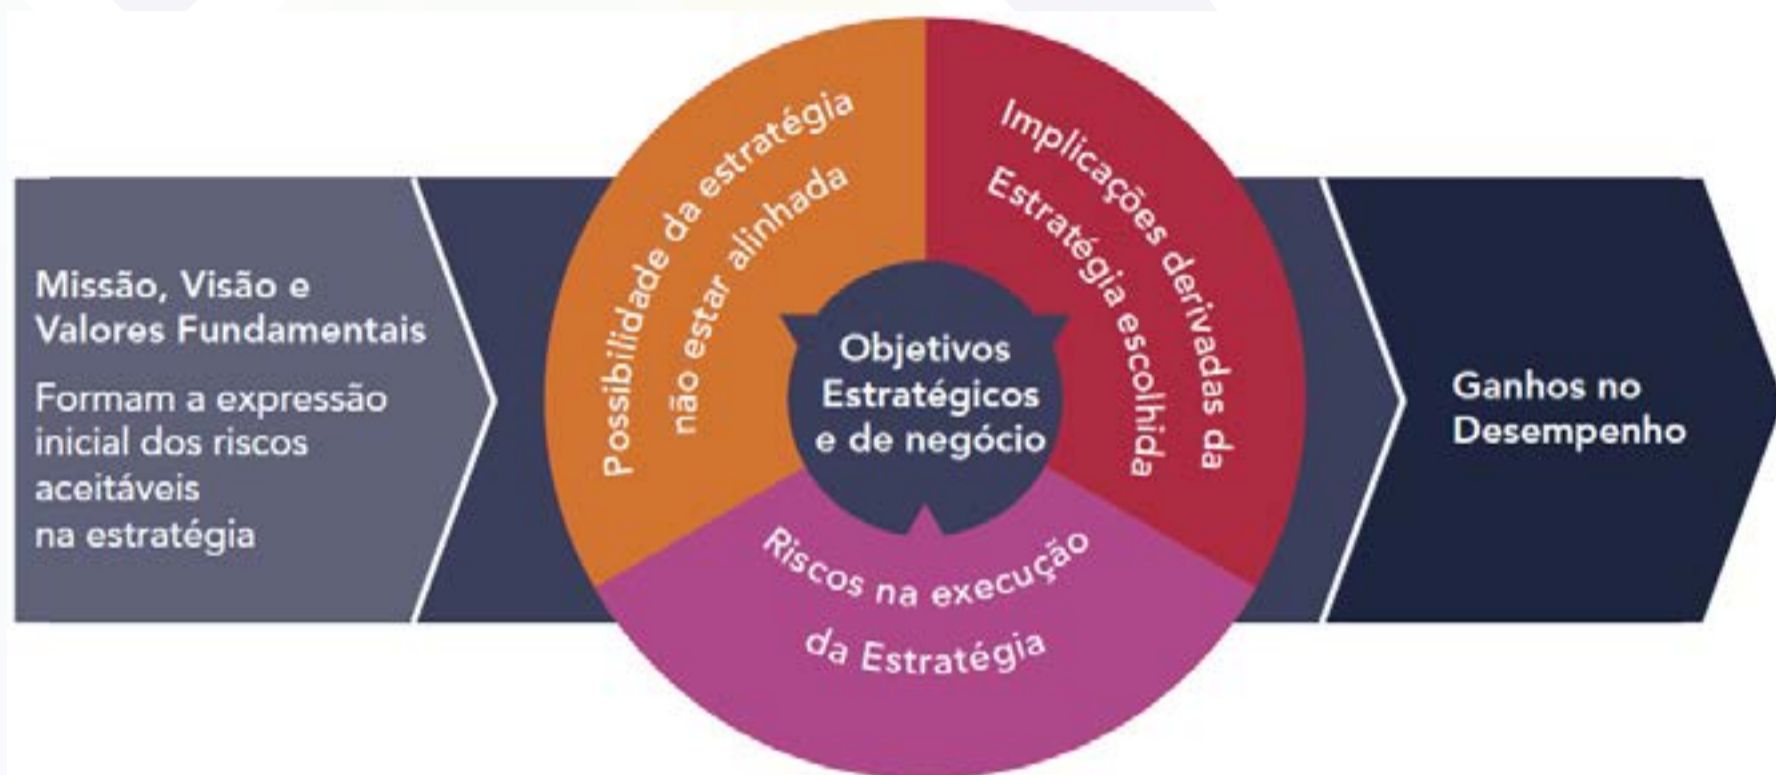 Missão, Visão e
Valores Fundamentais
Formam a expressão
inicial dos riscos
aceitáveis
na estratégia
Possibilidade da estratégia
não estar alinhada
Implicações derivadas da
Estratégia escolhida
Objetivos
Estratégicos
e de negócio
Riscos na execução
da Estratégia
Ganhos no
Desempenho